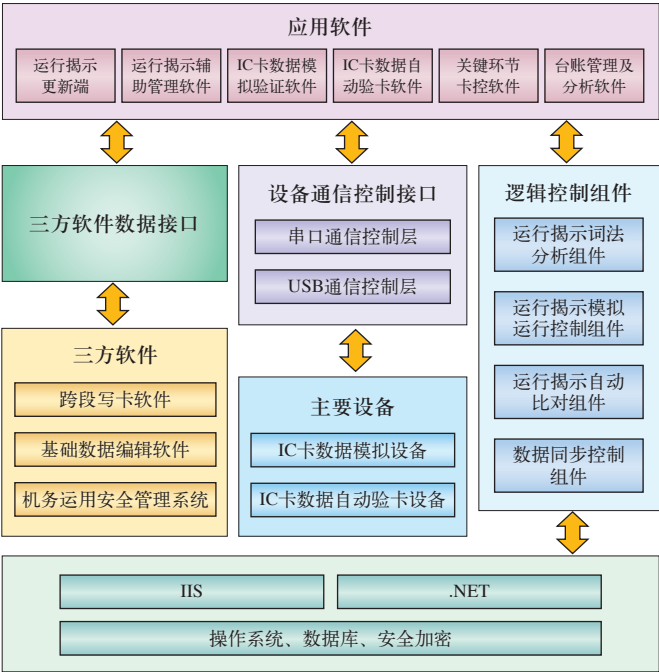 应用软件
运行揭示
更新端
运行揭示辅
助管理软件
IC卡数据模
拟验证软件
IC卡数据自
动验卡软件
关键环节
卡控软件
台账管理及
分析软件
三方软件数据接口
三方软件
跨段写卡软件
基础数据编辑软件
机务运用安全管理系统
设备通信控制接口
串口通信控制层
USB通信控制层
主要设备
IC卡数据模拟设备
IC卡数据自动验卡设备
逻辑控制组件
运行揭示词法
分析组件
运行揭示模拟
运行控制组件
运行揭示自动
比对组件
数据同步控制
组件
IIS
.NET
操作系统、数据库、安全加密